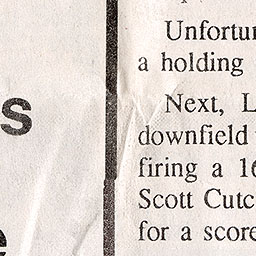 s
Unfortu
a holding
Next, L
downfield
firing a 16
Scott Cutc
for a score